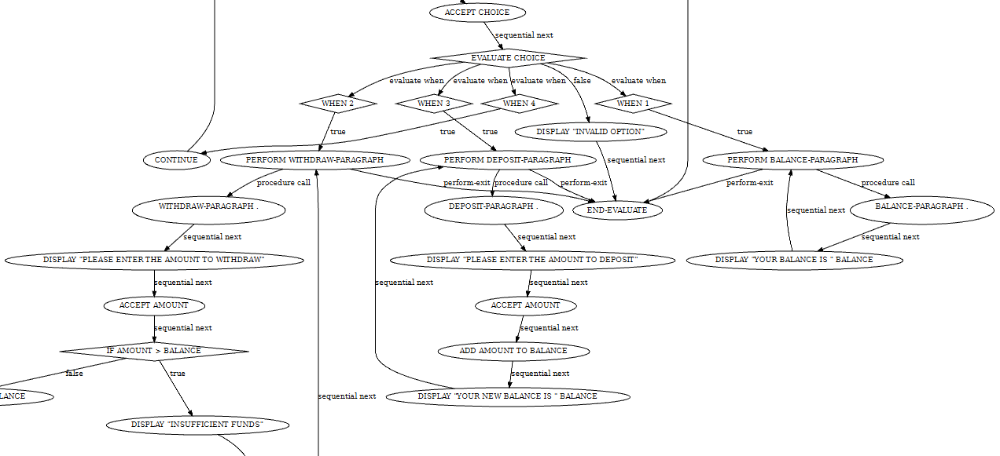 ACCEPT CHOICE
sequential next
EVALUATE CHOICE
evaluate when
evaluate when
evaluate when
false
evaluate when
WHEN 2
WHEN 3
WHEN 4
WHEN 1
true
true
true
DISPLAY "INVALID OPTION"
true
CONTINUE
PERFORM WITHDRAW-PARAGRAPH
PERFORM DEPOSIT-PARAGRAPH
sequential next
PERFORM BALANCE-PARAGRAPH
procedure call
perform-exit
procedure call
perform-exit
perform-exit
procedure call
WITHDRAW-PARAGRAPH .
DEPOSIT-PARAGRAPH .
END-EVALUATE
sequential next
BALANCE-PARAGRAPH .
sequential next
sequential next
sequential next
DISPLAY "PLEASE ENTER THE AMOUNT TO WITHDRAW"
DISPLAY "PLEASE ENTER THE AMOUNT TO DEPOSIT"
DISPLAY "YOUR BALANCE IS " BALANCE
sequential next
sequential next
sequential next
ACCEPT AMOUNT
ACCEPT AMOUNT
sequential next
sequential next
IF AMOUNT > BALANCE
ADD AMOUNT TO BALANCE
false
true
sequential next
LANCE
sequential next
DISPLAY "YOUR NEW BALANCE IS " BALANCE
DISPLAY "INSUFFICIENT FUNDS"